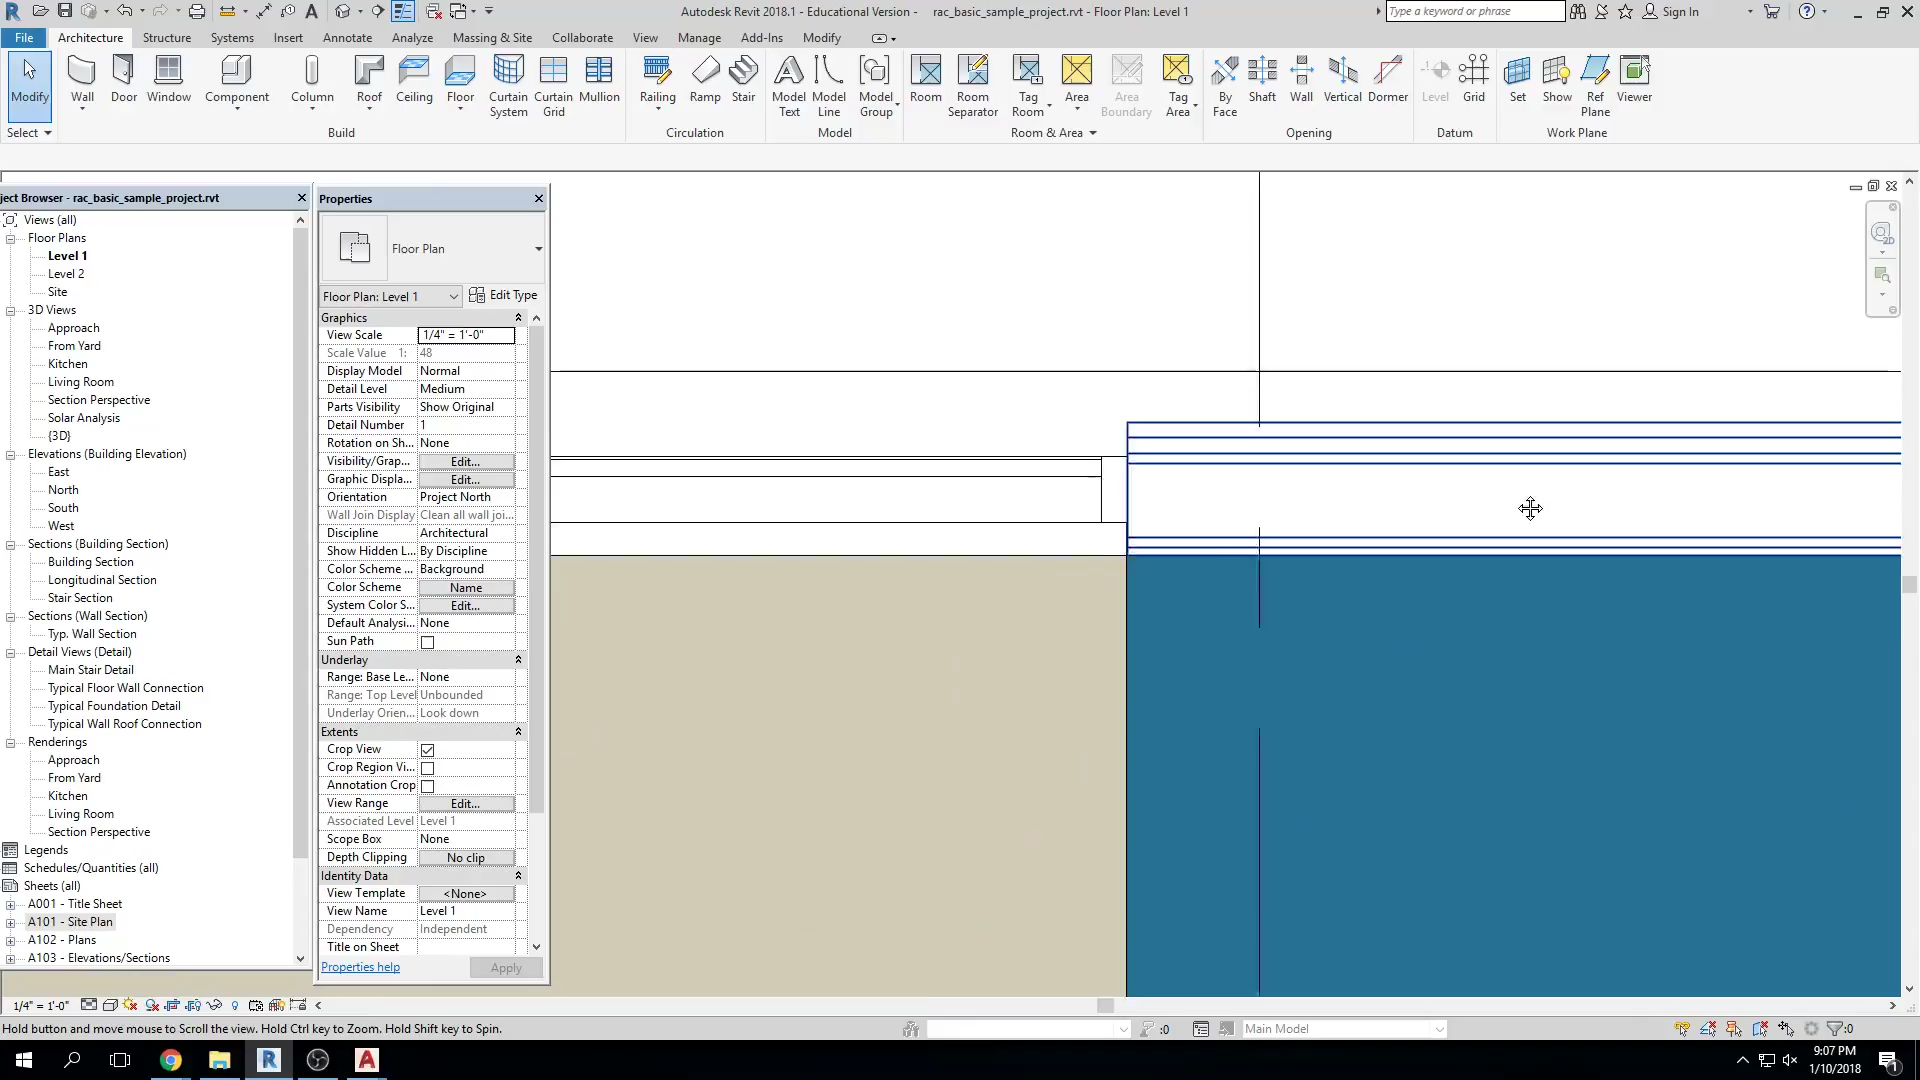 Autodesk Revit 2018.1 - Educational Version - rac_basic_sample_project.rvt - Floor Plan: Level 1
Type a keyword or phrase
Sign In
File Architecture Structure Systems Insert Annotate Analyze Massing & Site Collaborate View Manage Add-Ins Modify
Modify
Wall
Door
Window
Component
Column
Roof
Ceiling
Floor
Curtain System
Curtain Grid
Mullion
Railing
Ramp
Stair
Model Text
Model Line
Model Group
Room
Room Separator
Tag Room
Area
Area Boundary
Tag Area
By Face
Shaft
Wall
Vertical
Dormer
Level
Grid
Set
Show
Ref Plane
Viewer
Select
Build
Circulation
Model
Room & Area
Opening
Datum
Work Plane
ject Browser - rac_basic_sample_project.rvt
Views (all)
Floor Plans
Level 1
Level 2
Site
3D Views
Approach
From Yard
Kitchen
Living Room
Section Perspective
Solar Analysis
{3D}
Elevations (Building Elevation)
East
North
South
West
Sections (Building Section)
Building Section
Longitudinal Section
Stair Section
Sections (Wall Section)
Typ. Wall Section
Detail Views (Detail)
Main Stair Detail
Typical Floor Wall Connection
Typical Foundation Detail
Typical Wall Roof Connection
Renderings
Approach
From Yard
Kitchen
Living Room
Section Perspective
Legends
Schedules/Quantities (all)
Sheets (all)
A001 - Title Sheet
A101 - Site Plan
A102 - Plans
A103 - Elevations/Sections
Properties
Floor Plan
Floor Plan: Level 1
Edit Type
Graphics
View Scale 1/4" = 1'-0"
Scale Value 1: 48
Display Model Normal
Detail Level Medium
Parts Visibility Show Original
Detail Number 1
Rotation on Sh... None
Visibility/Grap... Edit...
Graphic Displa... Edit...
Orientation Project North
Wall Join Display Clean all wall joi...
Discipline Architectural
Show Hidden L... By Discipline
Color Scheme ... Background
Color Scheme Name
System Color S... Edit...
Default Analysi... None
Sun Path
Underlay
Range: Base Le... None
Range: Top Level Unbounded
Underlay Orien... Look down
Extents
Crop View
Crop Region Vi...
Annotation Crop
View Range Edit...
Associated Level Level 1
Scope Box None
Depth Clipping No clip
Identity Data
View Template <None>
View Name Level 1
Dependency Independent
Title on Sheet
Properties help
Apply
2D
1/4" = 1'-0"
Hold button and move mouse to Scroll the view. Hold Ctrl key to Zoom. Hold Shift key to Spin.
:0
Main Model
:0
9:07 PM
1/10/2018
1